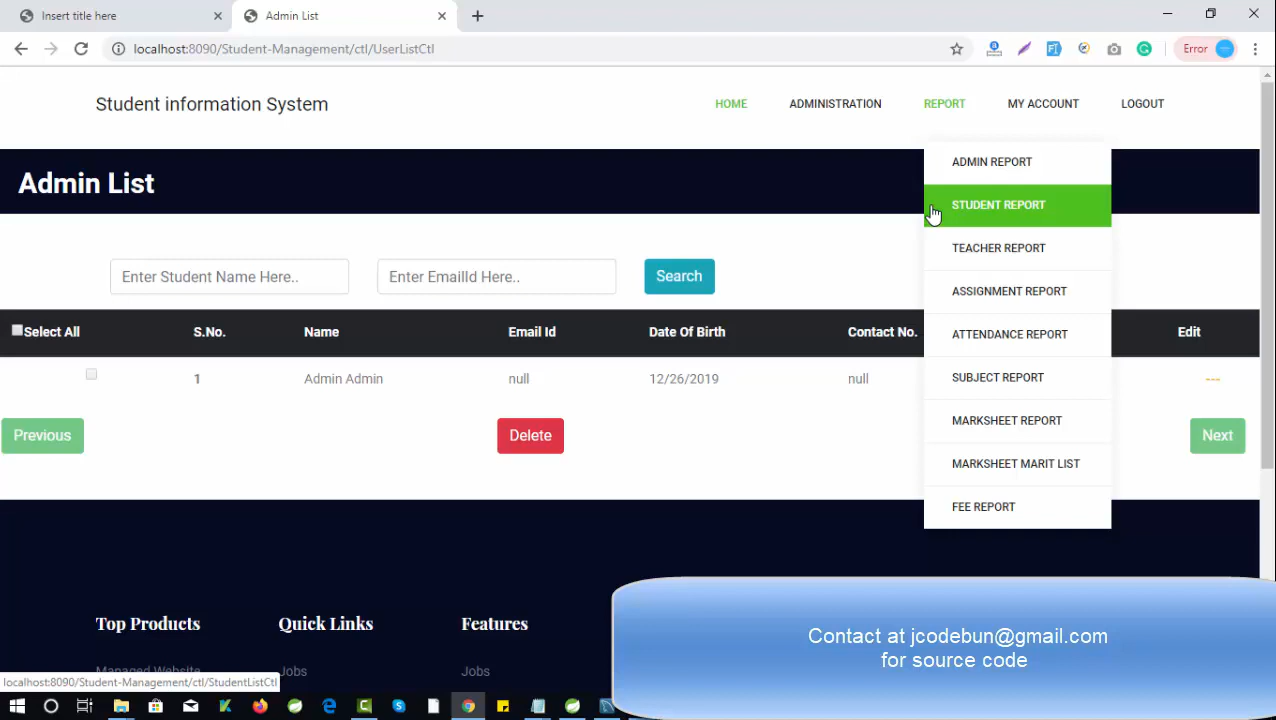 Insert title here
Admin List
localhost:8090/Student-Management/ctl/UserListCtl
Error
Student information System
HOME
ADMINISTRATION
REPORT
MY ACCOUNT
LOGOUT
Admin List
ADMIN REPORT
STUDENT REPORT
TEACHER REPORT
ASSIGNMENT REPORT
ATTENDANCE REPORT
SUBJECT REPORT
MARKSHEET REPORT
MARKSHEET MARIT LIST
FEE REPORT
Enter Student Name Here..
Enter EmailId Here..
Search
Select All S.No. Name Email Id Date Of Birth Contact No. Edit
1 Admin Admin null 12/26/2019 null ---
Previous
Delete
Next
Top Products
Quick Links
Features
Managed Website
Jobs
Jobs
Contact at jcodebun@gmail.com
for source code
localhost:8090/Student-Management/ctl/StudentListCtl